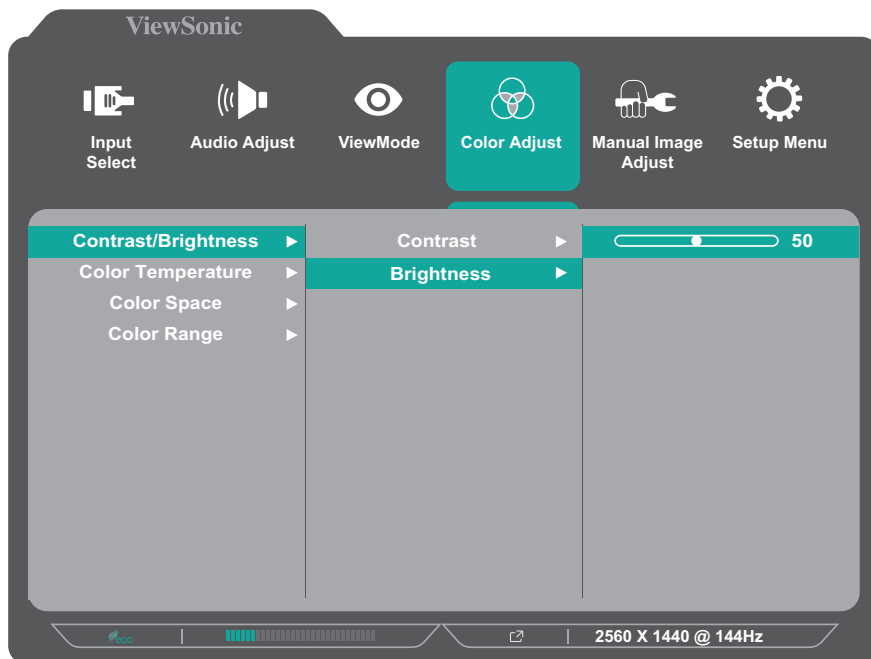 ViewSonic
Input Select
Audio Adjust
ViewMode
Color Adjust
Manual Image Adjust
Setup Menu
Contrast/Brightness
Contrast
50
Color Temperature
Brightness
Color Space
Color Range
eco
2560 X 1440 @ 144Hz